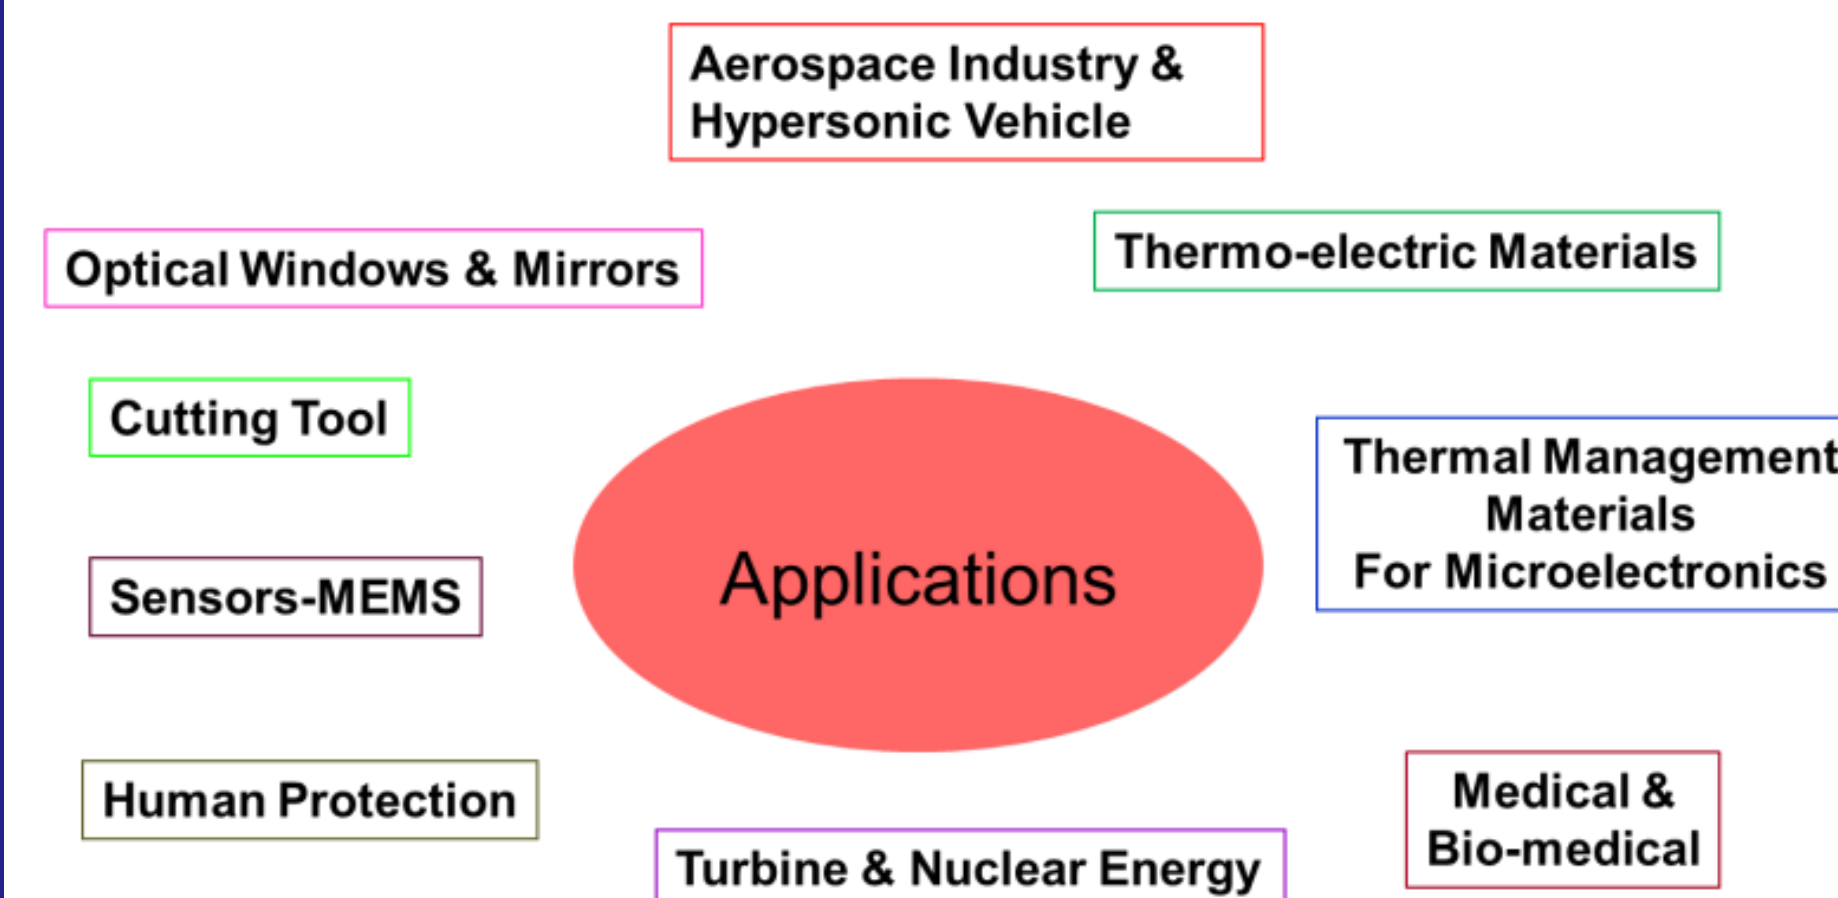 Aerospace Industry &
Hypersonic Vehicle
Thermo-electric Materials
Optical Windows & Mirrors
Cutting Tool
Thermal Management
Materials
For Microelectronics
Applications
Sensors-MEMS
Human Protection
Medical &
Bio-medical
Turbine & Nuclear Energy